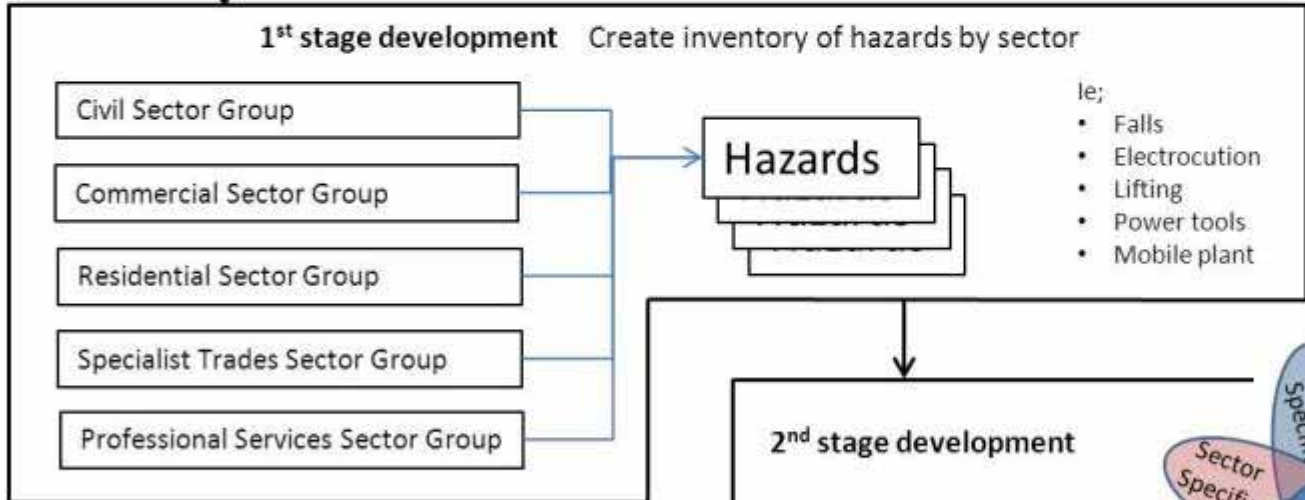 1st stage development Create inventory of hazards by sector
Civil Sector Group
Commercial Sector Group
Residential Sector Group
Specialist Trades Sector Group
Professional Services Sector Group
Hazards
Ie;
• Falls
• Electrocution
• Lifting
• Power tools
• Mobile plant
2nd stage development
Sector